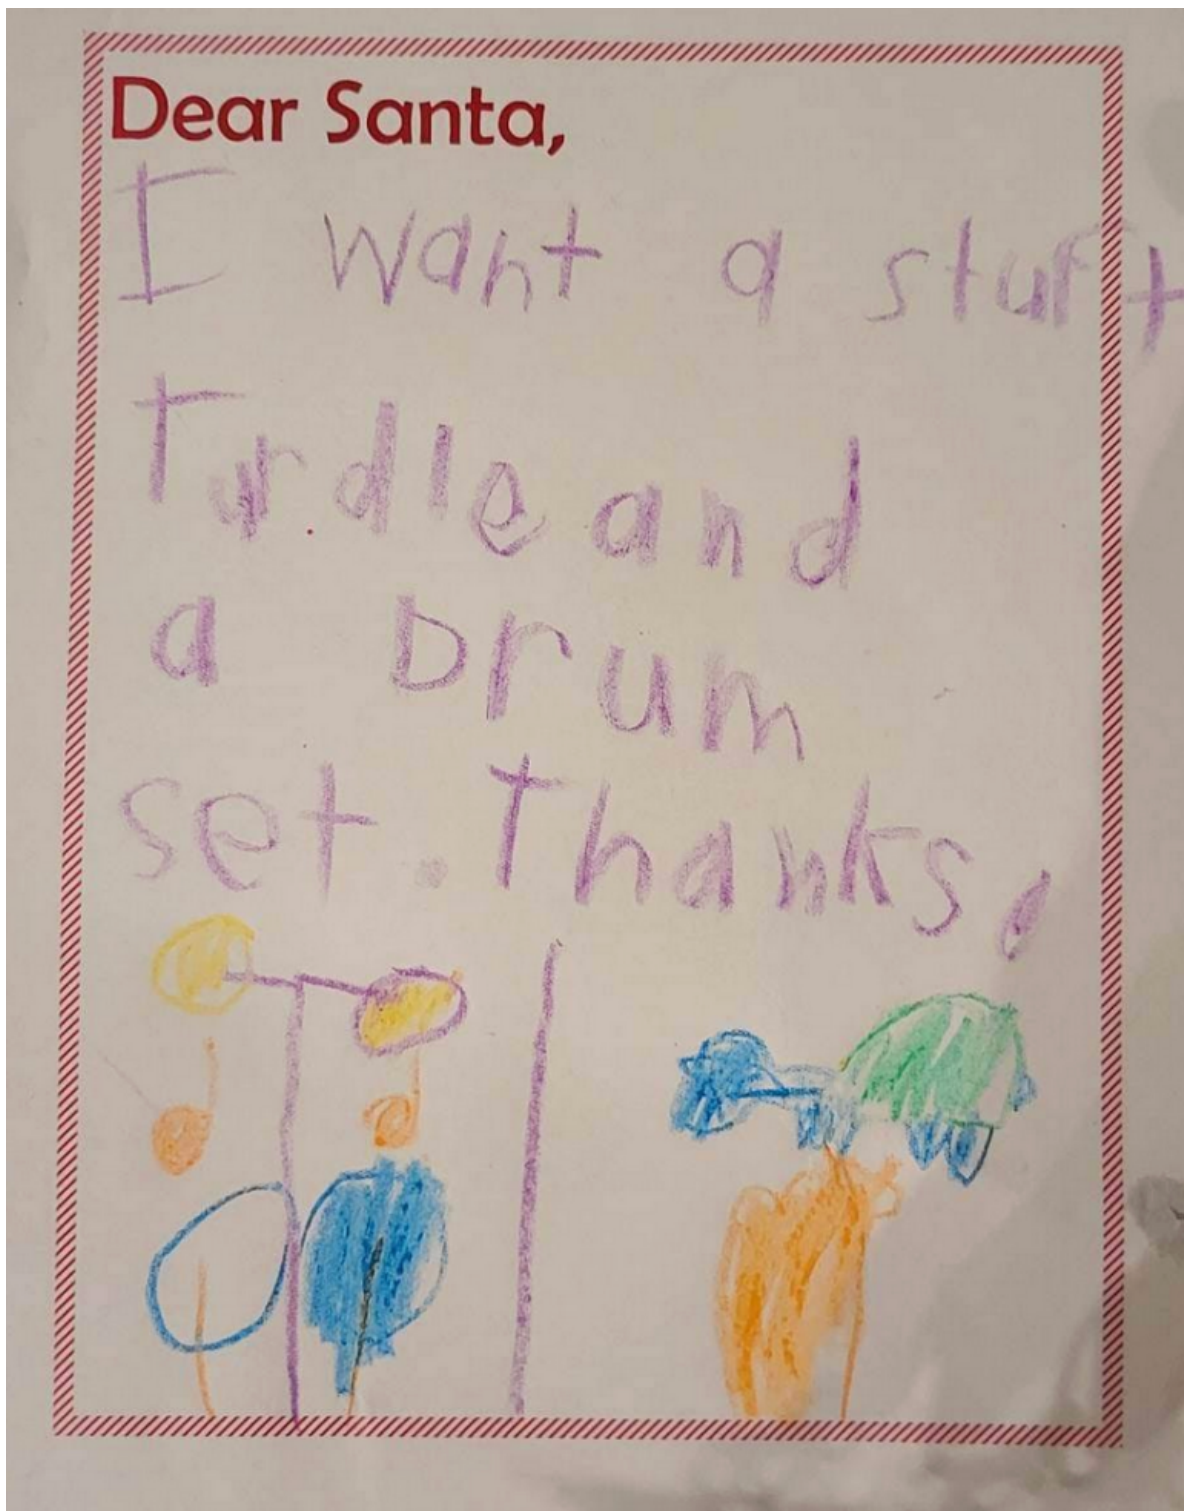 Dear Santa,
I want a stuft
Turdle and
a Drum
set. Thanks.